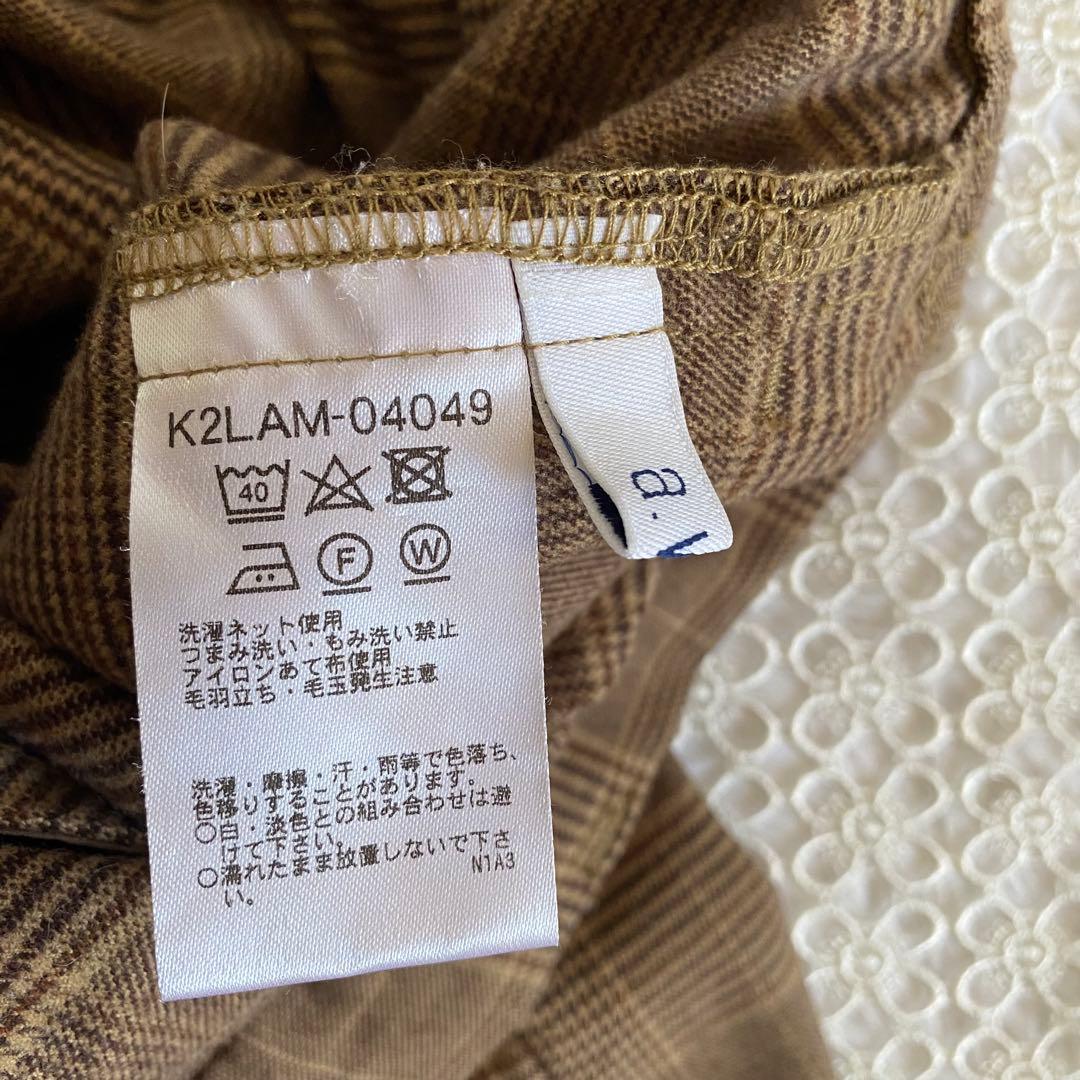 K2LAM-04049
40
F W
洗濯ネット使用
つまみ洗い・もみ洗い禁止
アイロンあて布使用
毛羽立ち・毛玉発生注意
洗濯・摩擦・汗・雨等で色落ち、
色移りすることがあります。
○白・淡色との組み合わせは避
けて下さい。
○濡れたまま放置しないで下さ
い。
N1A3
a.